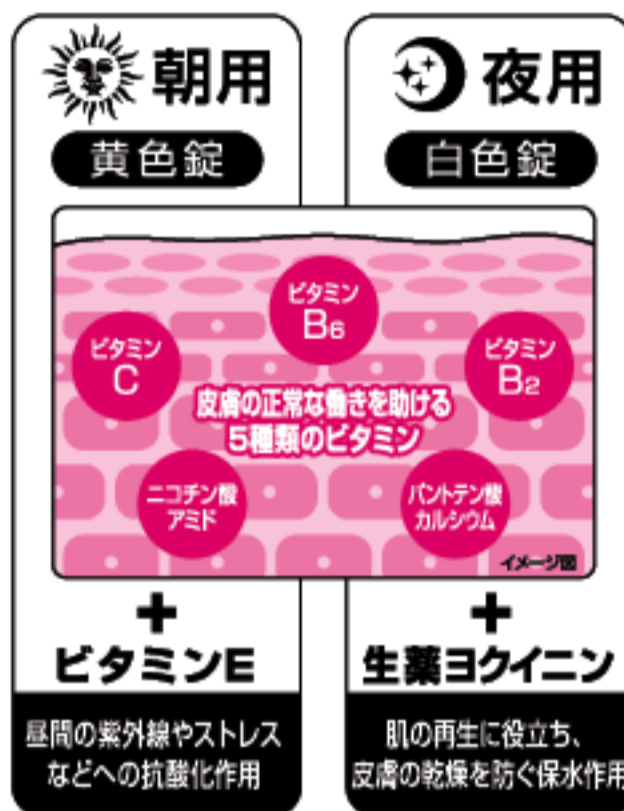 朝用
黄色錠
夜用
白色錠
ビタミン
B6
ビタミン
C
ビタミン
B2
皮膚の正常な働きを助ける
5種類のビタミン
ニコチン酸
アミド
パントテン酸
カルシウム
イメージ図
+
ビタミンE
昼間の紫外線やストレス
などへの抗酸化作用
+
生薬ヨクイニン
肌の再生に役立ち、
皮膚の乾燥を防ぐ保水作用